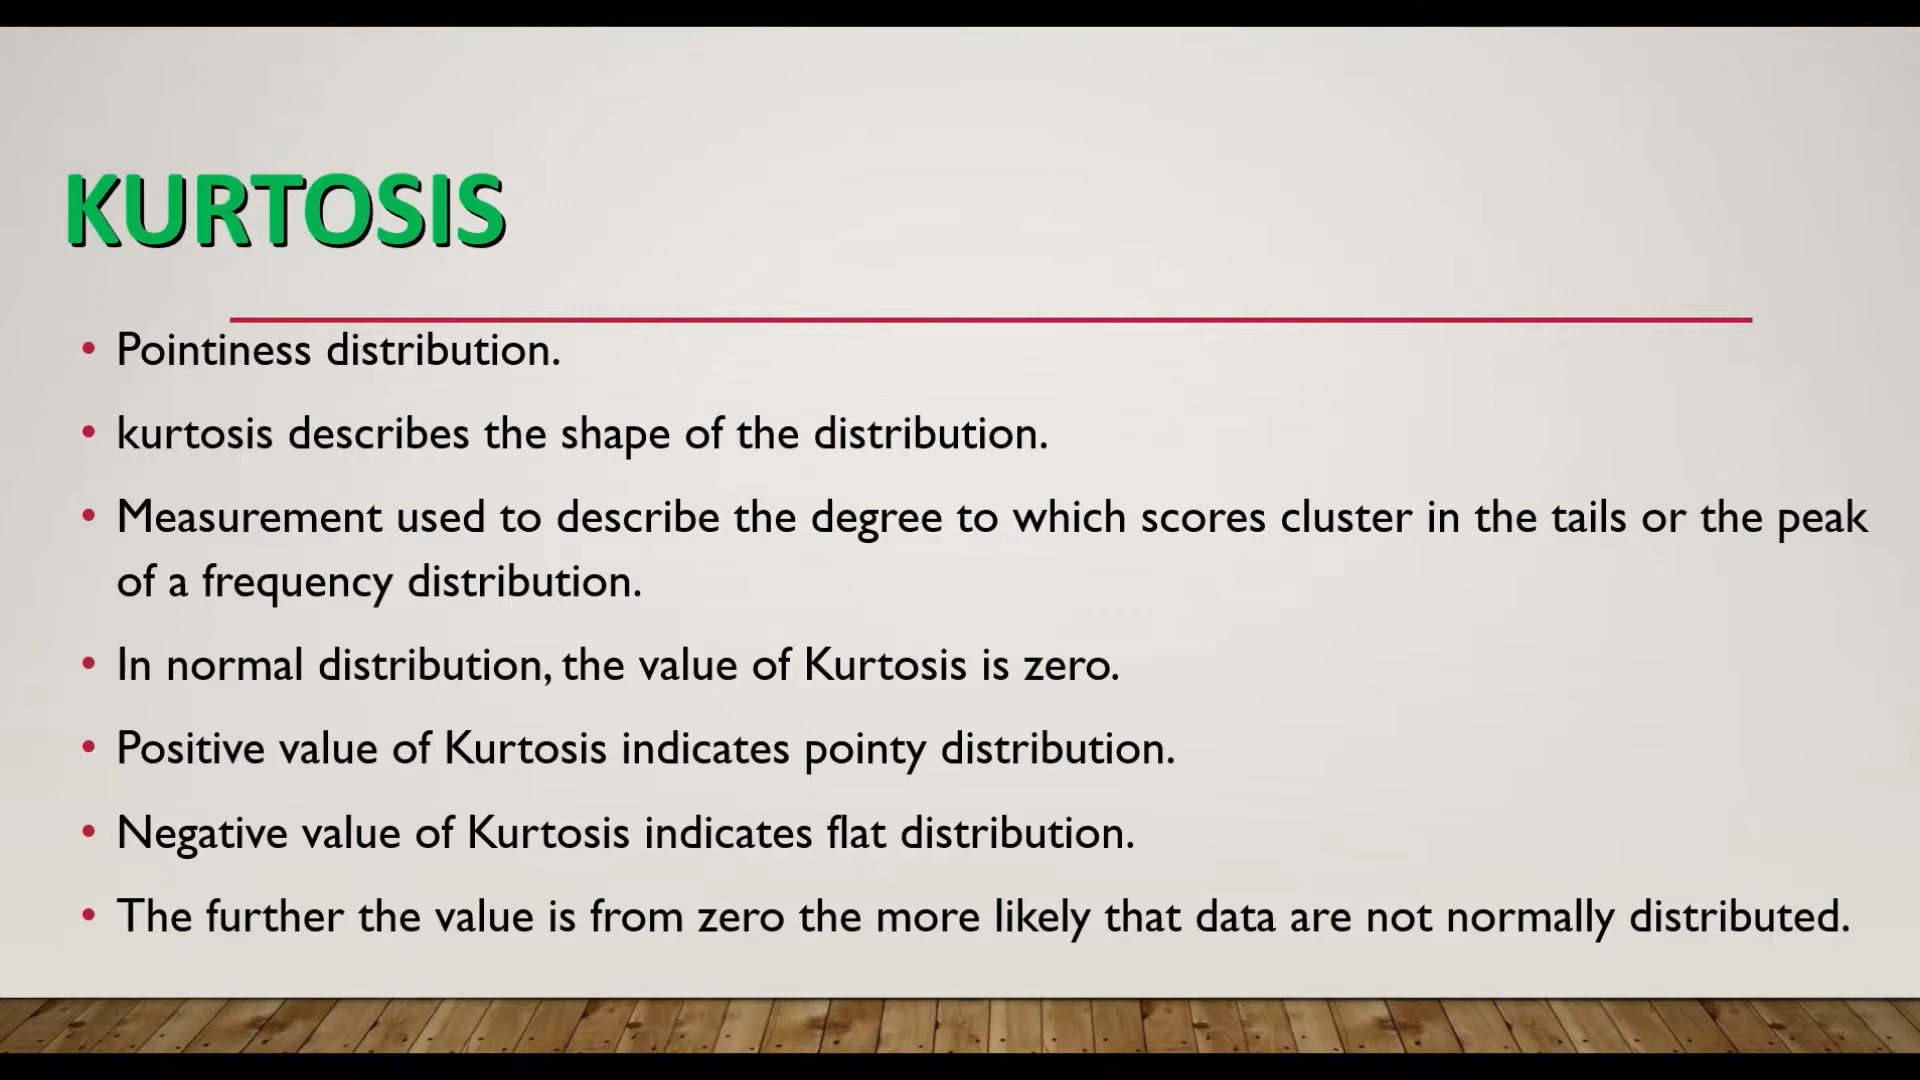 KURTOSIS
• Pointiness distribution.
• kurtosis describes the shape of the distribution.
• Measurement used to describe the degree to which scores cluster in the tails or the peak
of a frequency distribution.
• In normal distribution, the value of Kurtosis is zero.
• Positive value of Kurtosis indicates pointy distribution.
• Negative value of Kurtosis indicates flat distribution.
• The further the value is from zero the more likely that data are not normally distributed.